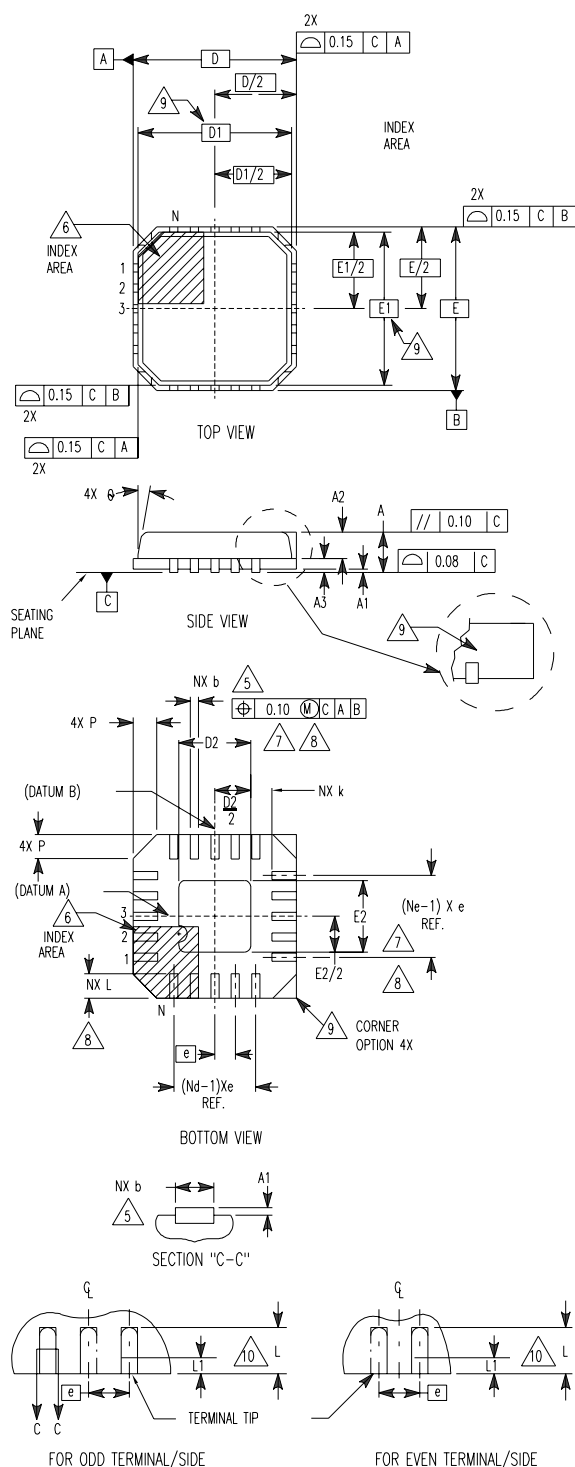 2X
A
D
⌓ 0.15 C A
D/2
9
D1
INDEX
AREA
D1/2
2X
⌓ 0.15 C B
N
6
INDEX
AREA
1
2
3
E1/2
E/2
E1
E
9
⌓ 0.15 C B
2X
B
TOP VIEW
⌓ 0.15 C A
2X
4X θ
A2
A
// 0.10 C
⌓ 0.08 C
A3
A1
C
SEATING
PLANE
SIDE VIEW
9
NX b
5
⌖ 0.10 Ⓜ C A B
4X P
D2
7
8
(DATUM B)
D2
2
NX k
4X P
(DATUM A)
(Ne-1) X e
REF.
6
INDEX
AREA
3
2
1
E2
E2/2
7
8
NX L
8
N
9
CORNER
OPTION 4X
e
(Nd-1)Xe
REF.
BOTTOM VIEW
NX b
A1
5
SECTION "C-C"
℄
℄
10
L
L1
10
L
L1
e
e
TERMINAL TIP
C C
FOR ODD TERMINAL/SIDE
FOR EVEN TERMINAL/SIDE